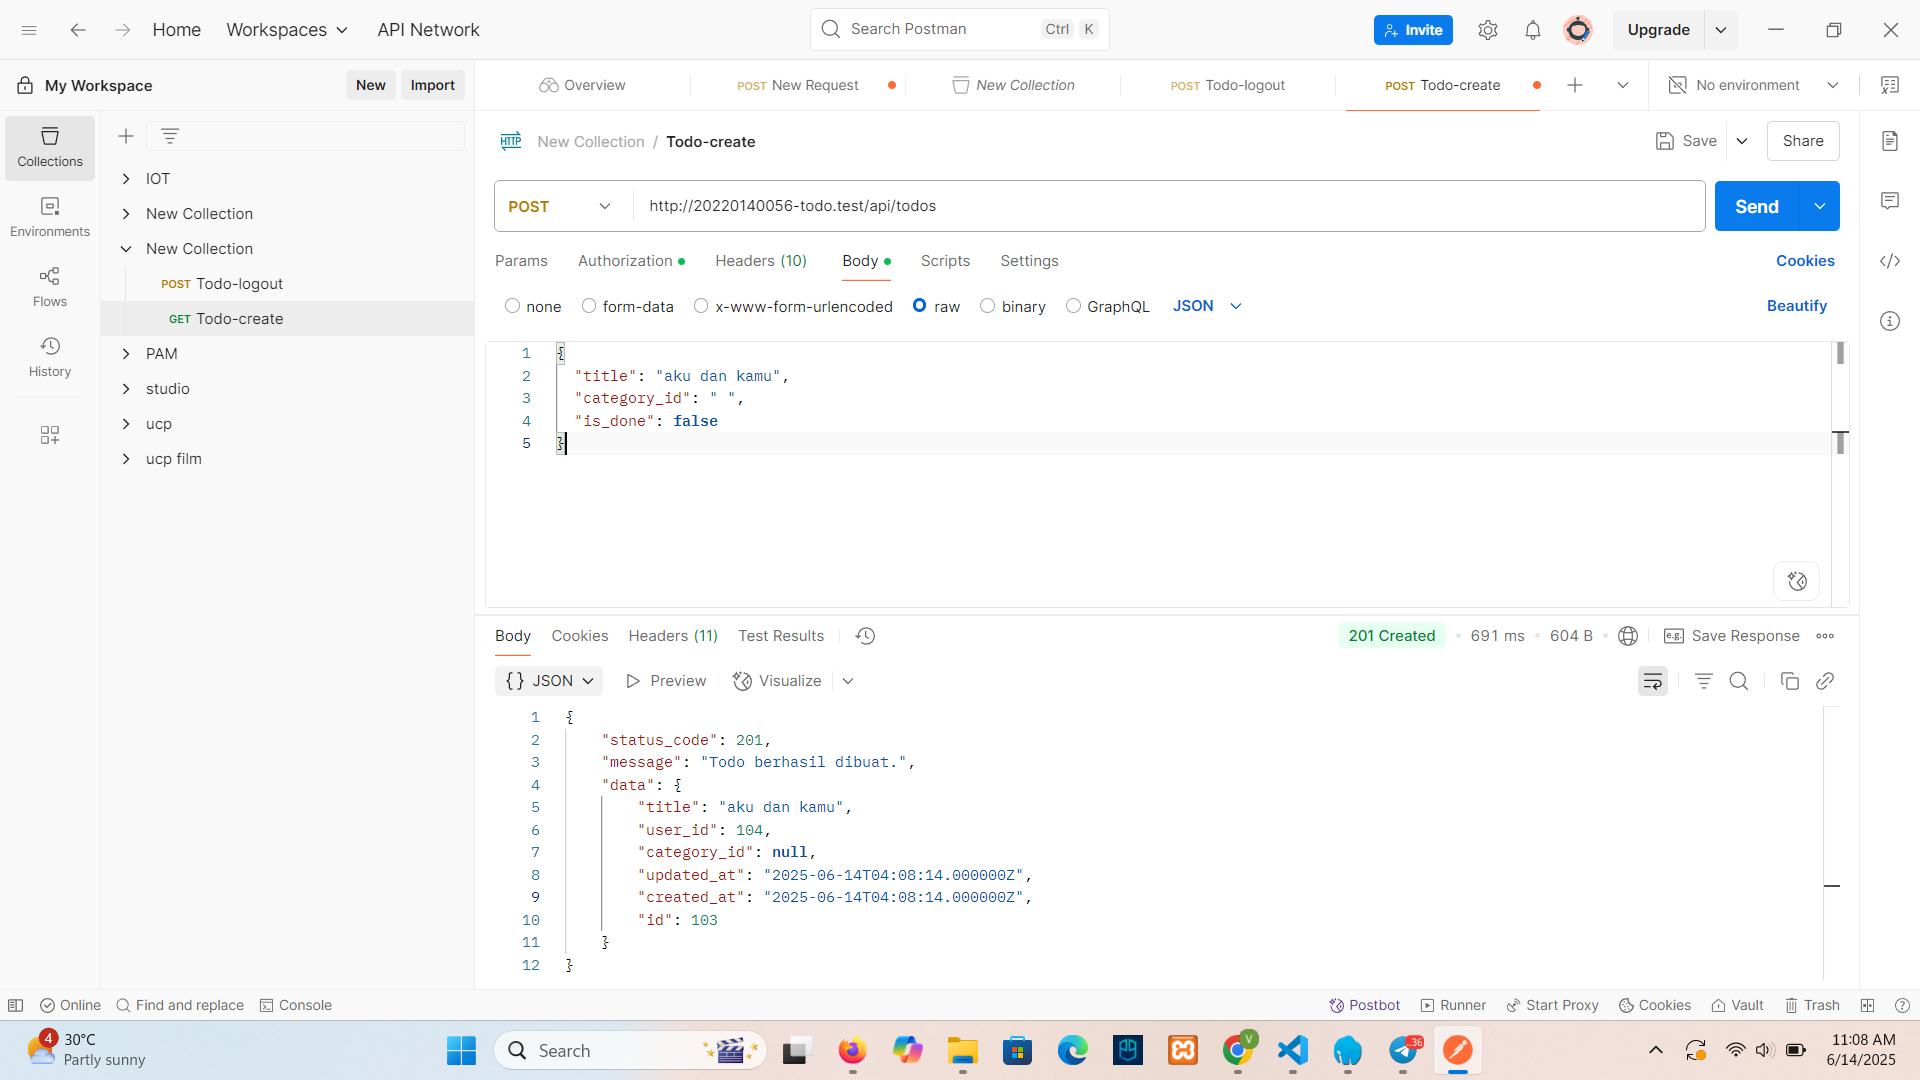 Home
Workspaces
API Network
Search Postman
Ctrl K
Invite
Upgrade
My Workspace
New
Import
Overview
POST New Request
New Collection
POST Todo-logout
POST Todo-create
No environment
Collections
Environments
Flows
History
IOT
New Collection
New Collection
POST Todo-logout
GET Todo-create
PAM
studio
ucp
ucp film
HTTP New Collection / Todo-create
Save
Share
POST http://20220140056-todo.test/api/todos
Send
Params Authorization Headers (10) Body Scripts Settings
Cookies
none form-data x-www-form-urlencoded raw binary GraphQL JSON
Beautify
1 {
2 "title": "aku dan kamu",
3 "category_id": " ",
4 "is_done": false
5 }
Body Cookies Headers (11) Test Results
201 Created 691 ms 604 B e.g. Save Response
{} JSON Preview Visualize
1 {
2 "status_code": 201,
3 "message": "Todo berhasil dibuat.",
4 "data": {
5 "title": "aku dan kamu",
6 "user_id": 104,
7 "category_id": null,
8 "updated_at": "2025-06-14T04:08:14.000000Z",
9 "created_at": "2025-06-14T04:08:14.000000Z",
10 "id": 103
11 }
12 }
Online Find and replace Console
Postbot Runner Start Proxy Cookies Vault Trash
4
30°C
Partly sunny
Search
V
36
11:08 AM
6/14/2025